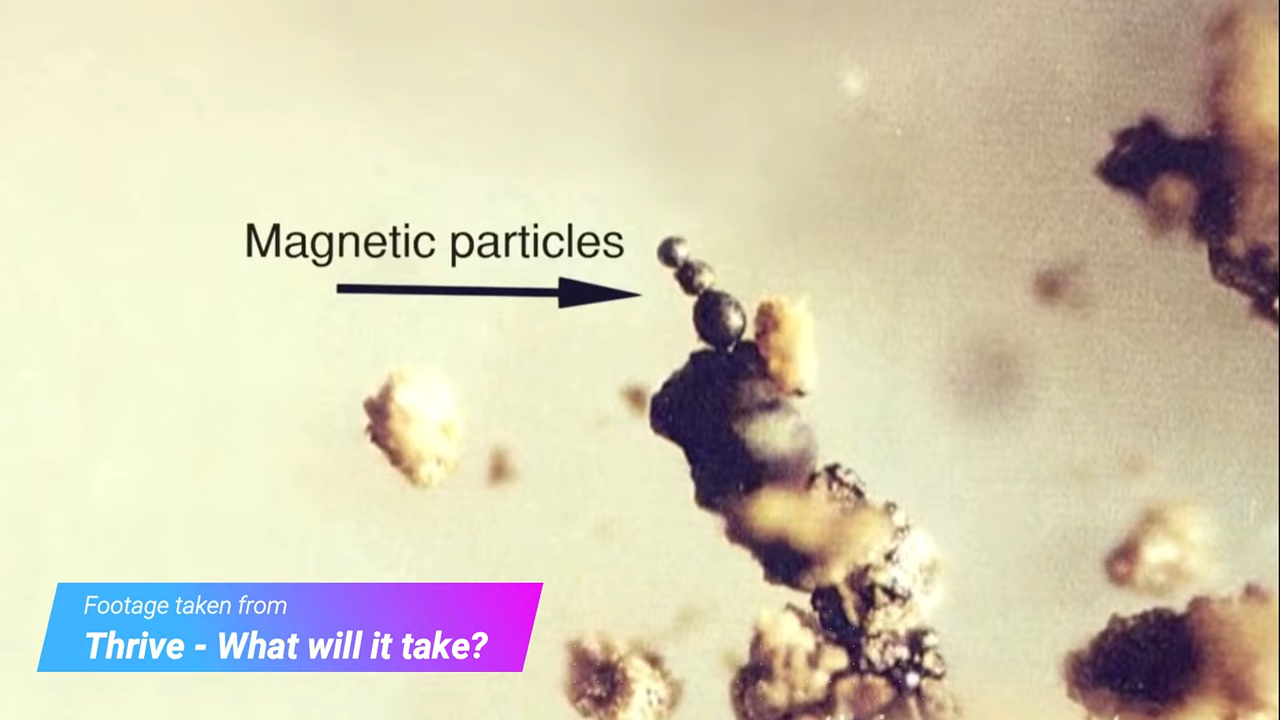 Magnetic particles
Footage taken from
Thrive - What will it take?